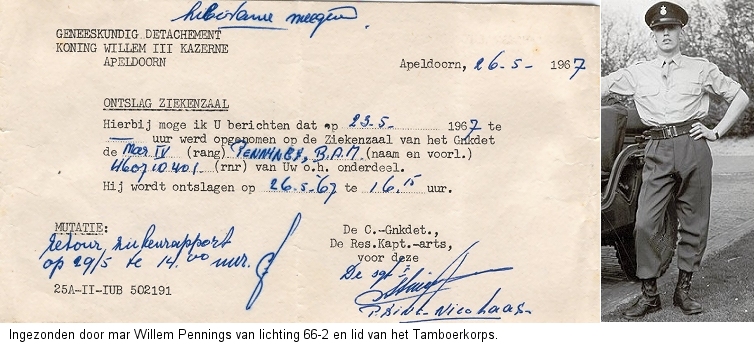 GENEESKUNDIG DETACHEMENT
KONING WILLEM III KAZERNE
APELDOORN
Apeldoorn, 26-5- 1967
ONTSLAG ZIEKENZAAL
Hierbij moge ik U berichten dat op 23-5- 1967 te
— uur werd opgenomen op de Ziekenzaal van het Gnkdet
de Mar IV (rang) PENNINGS, B.A.M. (naam en voorl.)
460710401 (rnr) van Uw o.h. onderdeel.
Hij wordt ontslagen op 26-5-67 te 16.15 uur.
MUTATIE:
retour, ziekenrapport
op 29/5 te 14.00 uur.
25A-II-IUB 502191
De C.-Gnkdet.,
De Res.Kapt.-arts,
voor deze
De sgt
PRINS-Nicolaas.
Ingezonden door mar Willem Pennings van lichting 66-2 en lid van het Tamboerkorps.